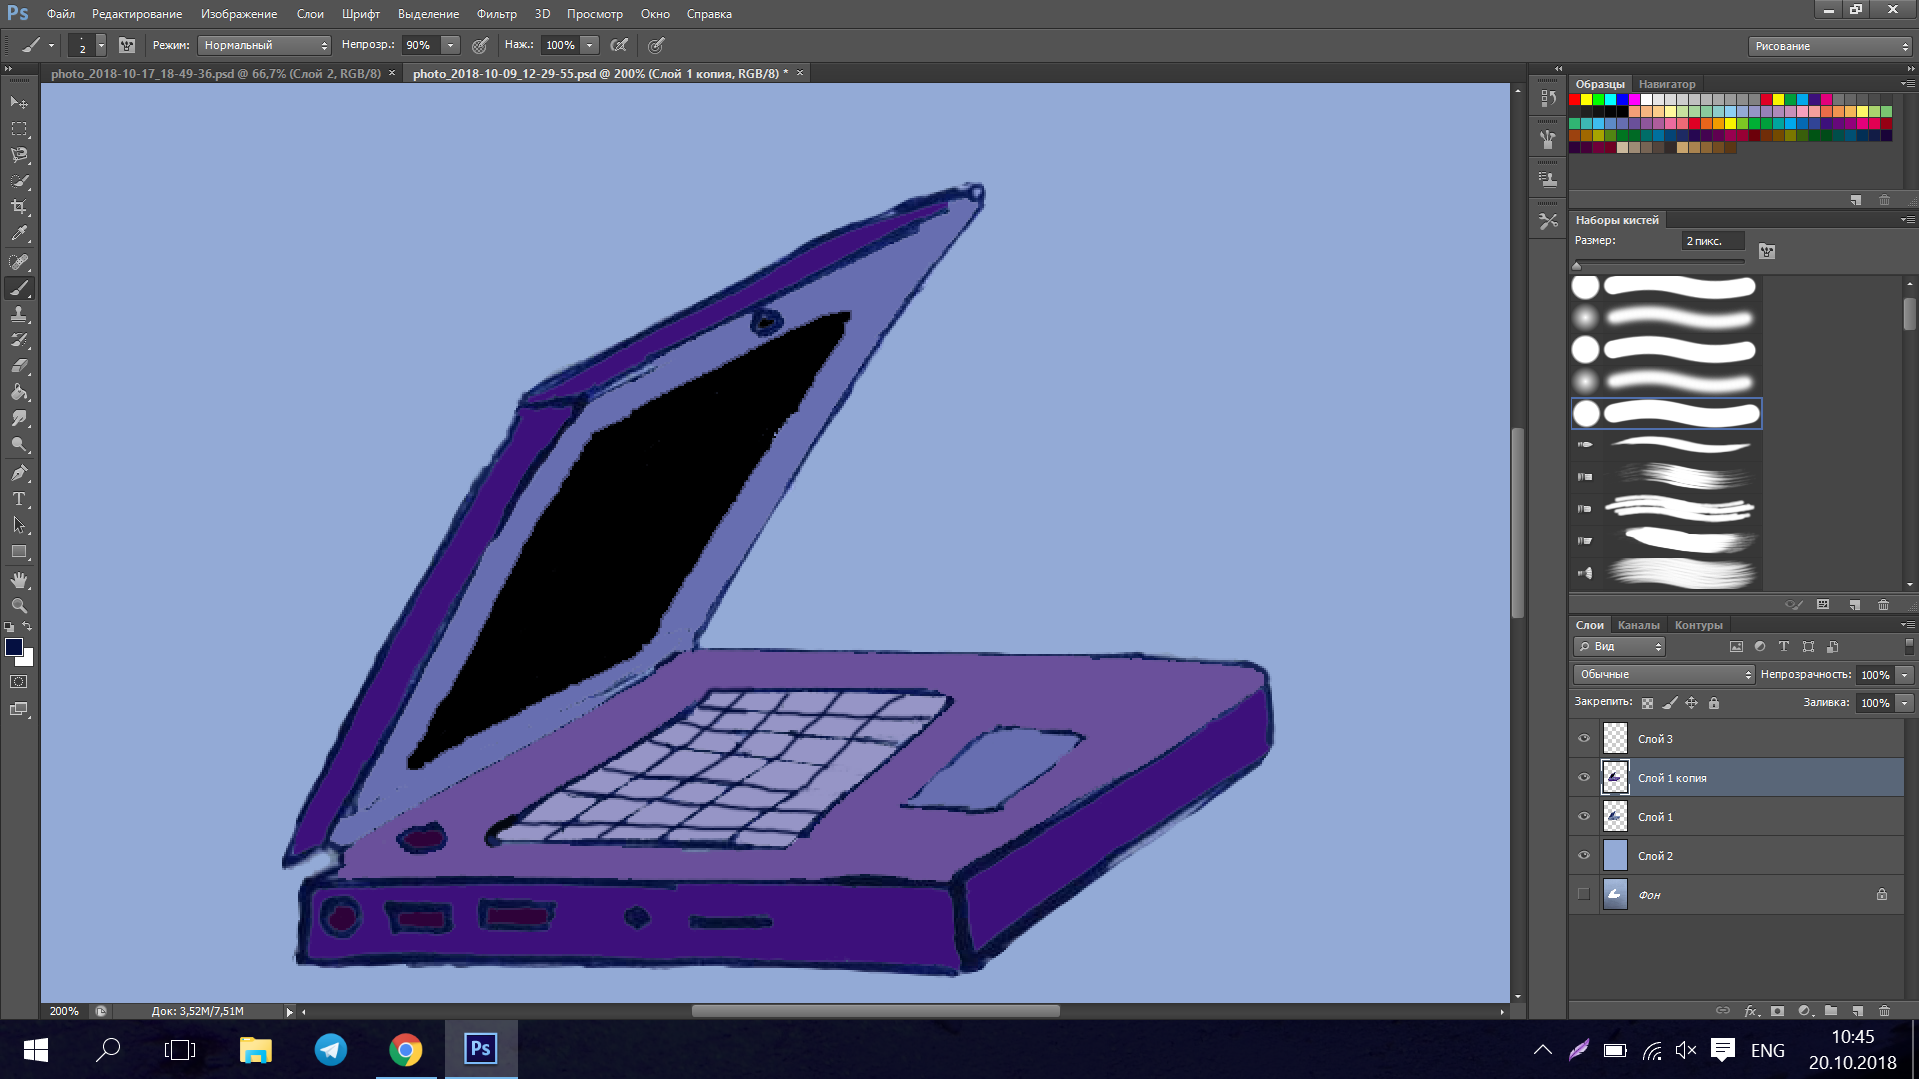 Ps Файл Редактирование Изображение Слои Шрифт Выделение Фильтр 3D Просмотр Окно Справка
2 Режим: Нормальный Непрозр.: 90% Наж.: 100% Рисование
photo_2018-10-17_18-49-36.psd @ 66,7% (Слой 2, RGB/8) × photo_2018-10-09_12-29-55.psd @ 200% (Слой 1 копия, RGB/8) * ×
Образцы Навигатор
Наборы кистей
Размер: 2 пикс.
Слои Каналы Контуры
Вид
Обычные Непрозрачность: 100%
Закрепить: Заливка: 100%
Слой 3
Слой 1 копия
Слой 1
Слой 2
Фон
200% Док: 3,52M/7,51M
Ps ENG 10:45
20.10.2018